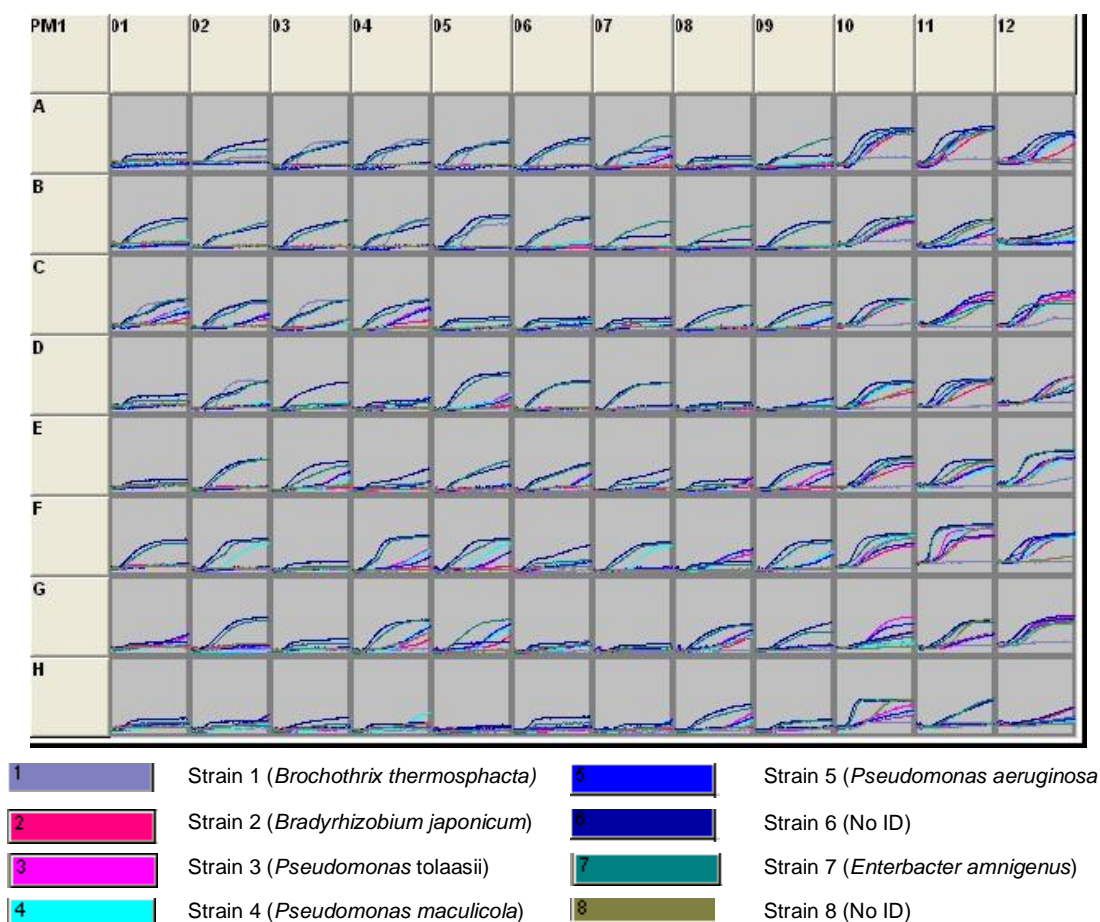 PM1 01 02 03 04 05 06 07 08 09 10 11 12
A
B
C
D
E
F
G
H
1 Strain 1 (Brochothrix thermosphacta) 5 Strain 5 (Pseudomonas aeruginosa
2 Strain 2 (Bradyrhizobium japonicum) 6 Strain 6 (No ID)
3 Strain 3 (Pseudomonas tolaasii) 7 Strain 7 (Enterbacter amnigenus)
4 Strain 4 (Pseudomonas maculicola) 8 Strain 8 (No ID)